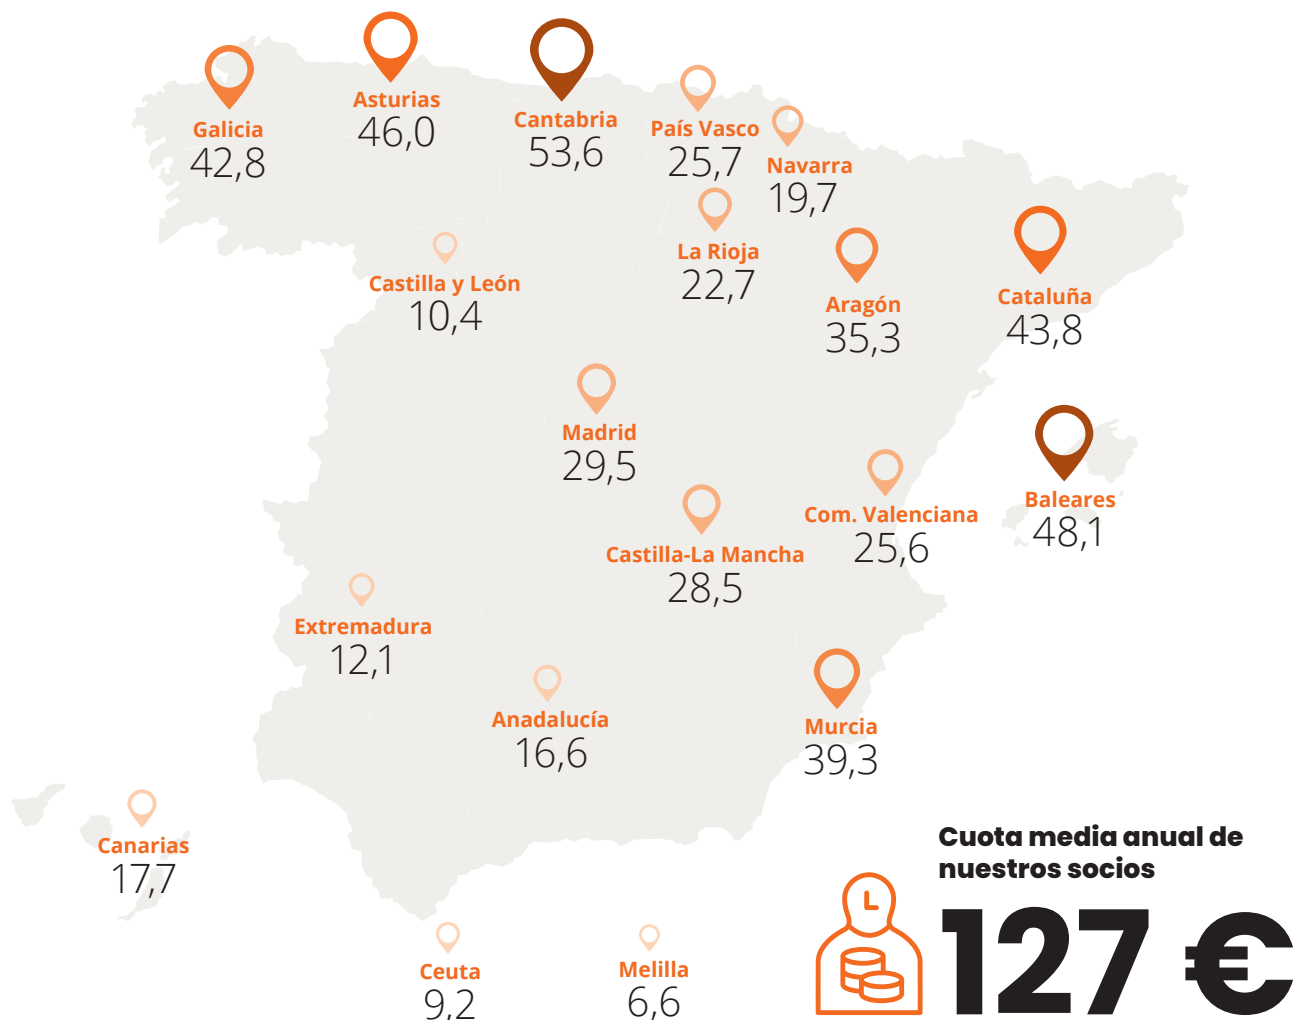 Galicia
42,8
Asturias
46,0
Cantabria
53,6
País Vasco
25,7
Navarra
19,7
La Rioja
22,7
Castilla y León
10,4
Aragón
35,3
Cataluña
43,8
Madrid
29,5
Castilla-La Mancha
28,5
Com. Valenciana
25,6
Baleares
48,1
Extremadura
12,1
Anadalucía
16,6
Murcia
39,3
Canarias
17,7
Ceuta
9,2
Melilla
6,6
Cuota media anual de
nuestros socios
127 €